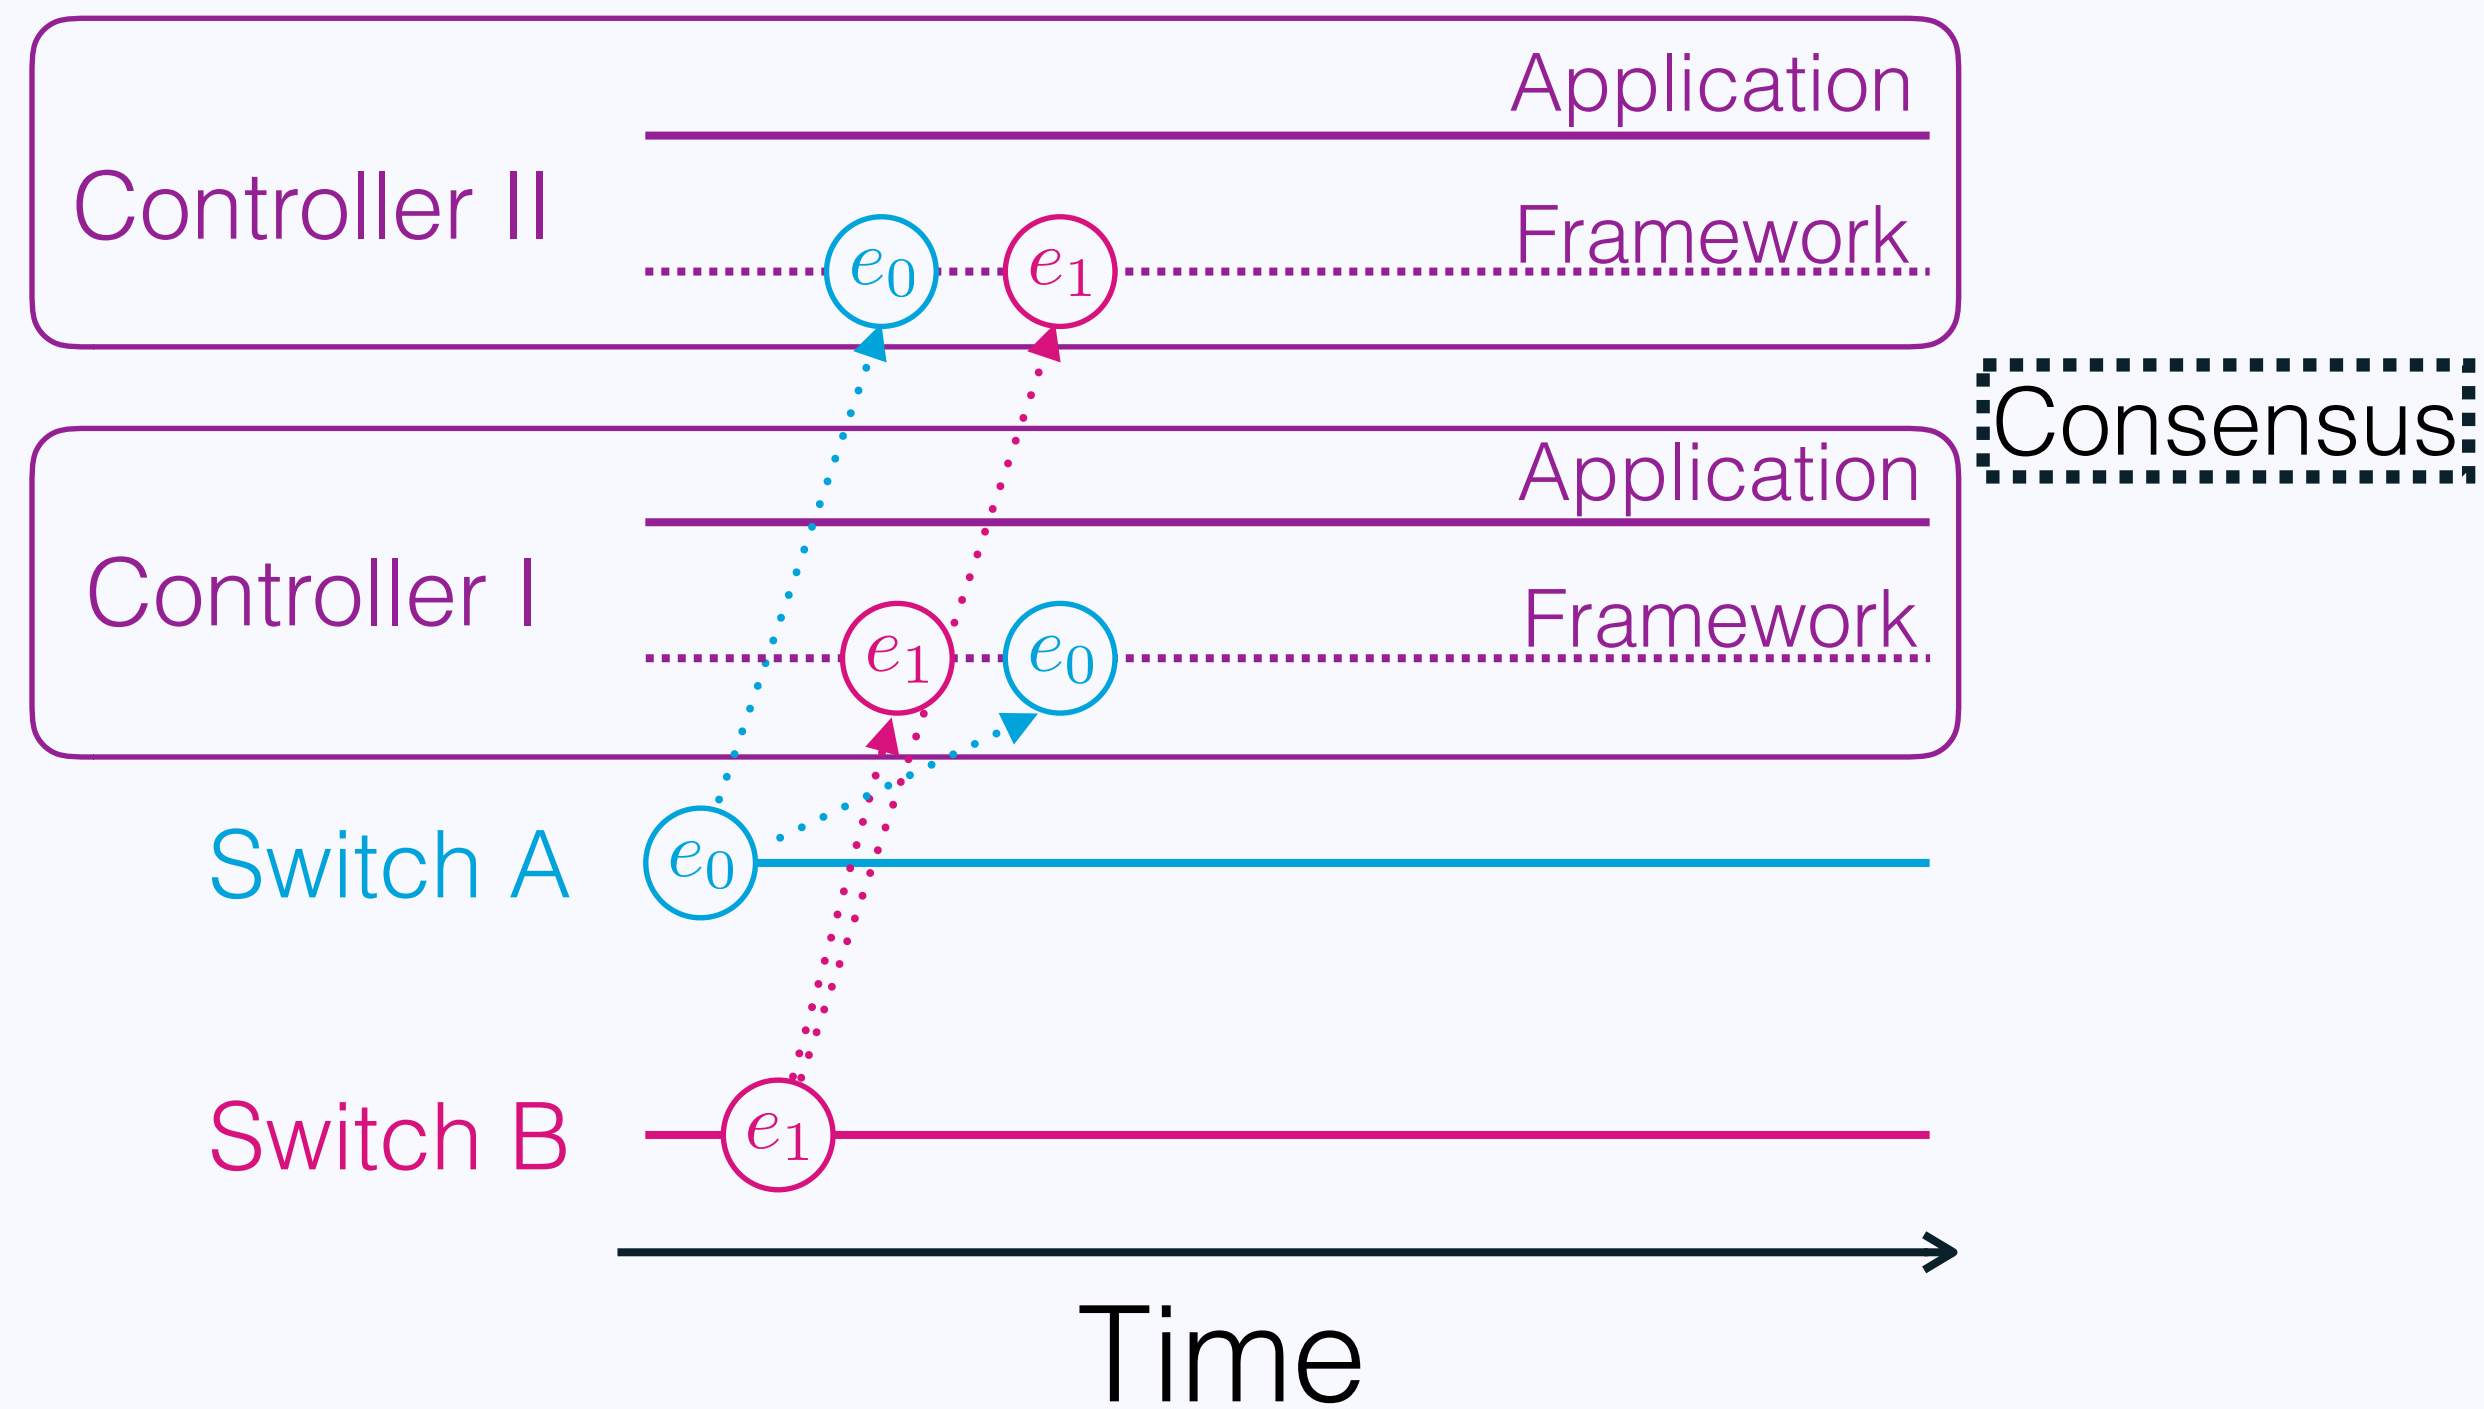 Application
Controller II
Framework
e0 e1
Consensus
Application
Controller I
Framework
e1 e0
Switch A
e0
Switch B
e1
Time